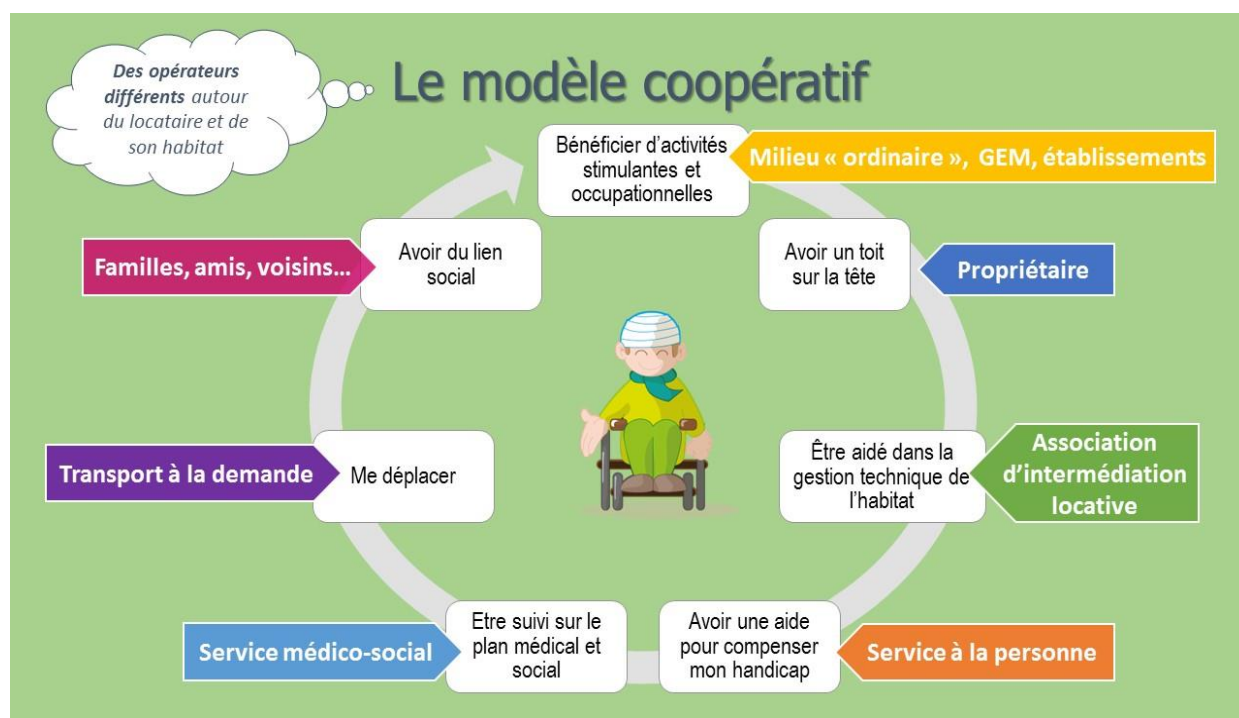 Des opérateurs
différents autour
du locataire et de
son habitat
Le modèle coopératif
Bénéficier d'activités
stimulantes et
occupationnelles
Milieu « ordinaire », GEM, établissements
Avoir un toit
sur la tête
Propriétaire
Être aidé dans la
gestion technique de
l'habitat
Association
d'intermédiation
locative
Avoir une aide
pour compenser
mon handicap
Service à la personne
Etre suivi sur le
plan médical et
social
Service médico-social
Me déplacer
Transport à la demande
Avoir du lien
social
Familles, amis, voisins...